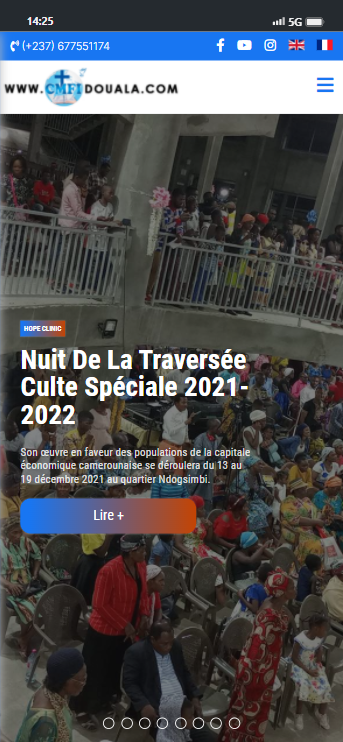 14:25
5G
(+237) 677551174
WWW.CMFIDOUALA.COM
HOPE CLINIC
Nuit De La Traversée
Culte Spéciale 2021-
2022
Son œuvre en faveur des populations de la capitale
économique camerounaise se déroulera du 13 au
19 décembre 2021 au quartier Ndogsimbi.
Lire +